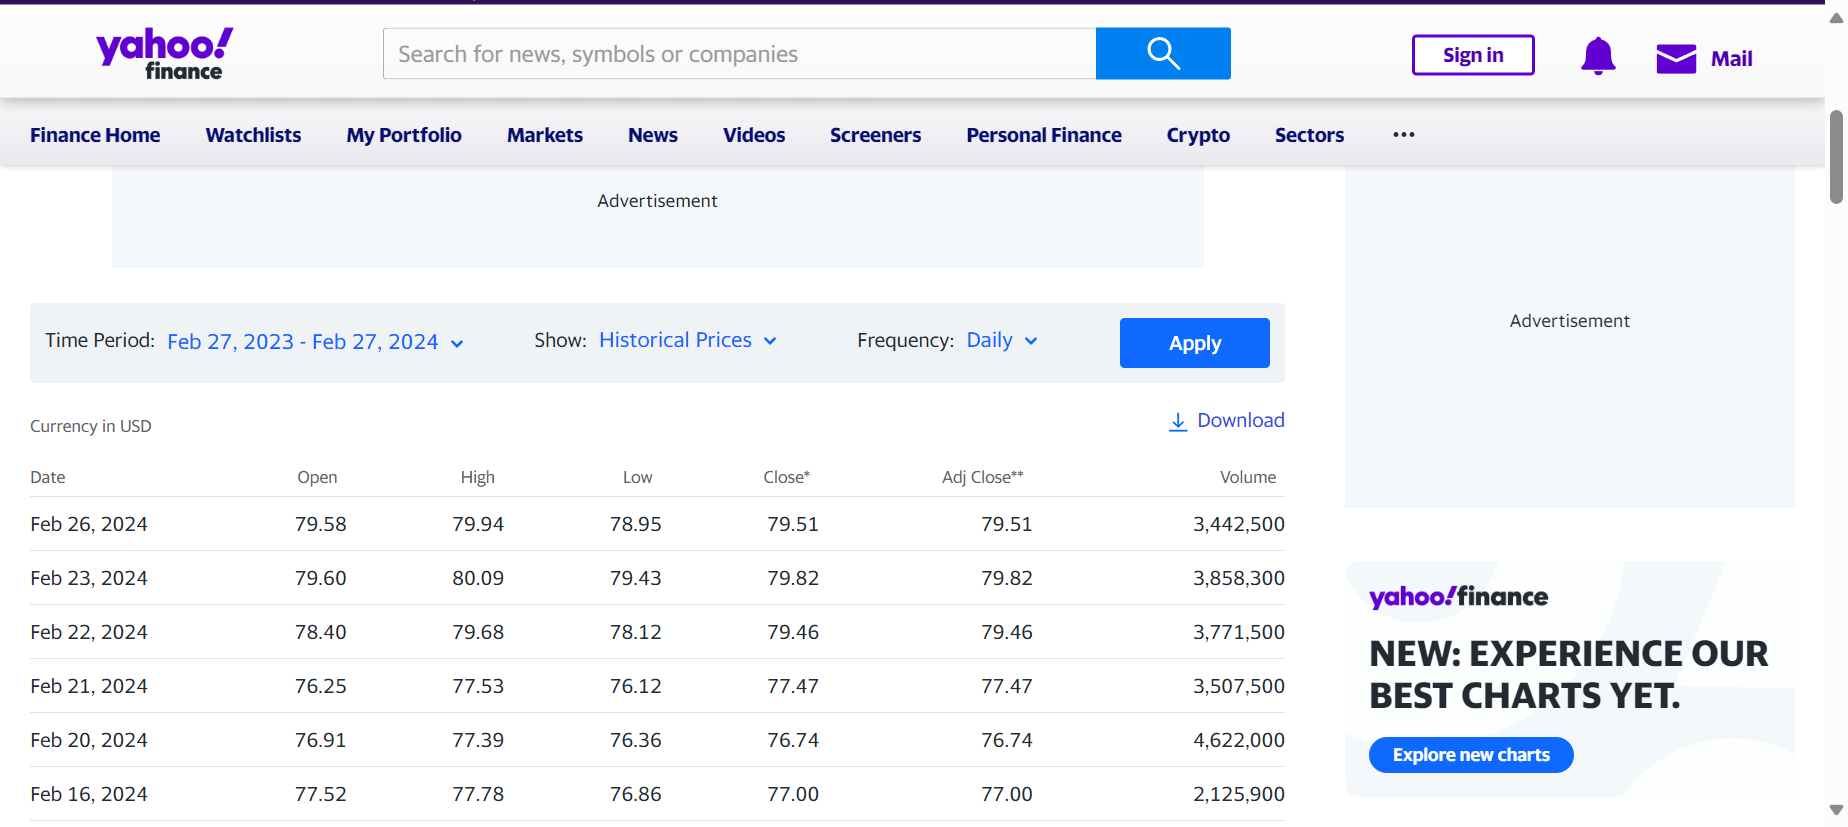 yahoo!
finance
Search for news, symbols or companies
Sign in
Mail
Finance Home Watchlists My Portfolio Markets News Videos Screeners Personal Finance Crypto Sectors ...
Advertisement
Advertisement
Time Period: Feb 27, 2023 - Feb 27, 2024 Show: Historical Prices Frequency: Daily Apply
Currency in USD Download
Date Open High Low Close* Adj Close** Volume
Feb 26, 2024 79.58 79.94 78.95 79.51 79.51 3,442,500
Feb 23, 2024 79.60 80.09 79.43 79.82 79.82 3,858,300
Feb 22, 2024 78.40 79.68 78.12 79.46 79.46 3,771,500
Feb 21, 2024 76.25 77.53 76.12 77.47 77.47 3,507,500
Feb 20, 2024 76.91 77.39 76.36 76.74 76.74 4,622,000
Feb 16, 2024 77.52 77.78 76.86 77.00 77.00 2,125,900
yahoo!finance
NEW: EXPERIENCE OUR
BEST CHARTS YET.
Explore new charts